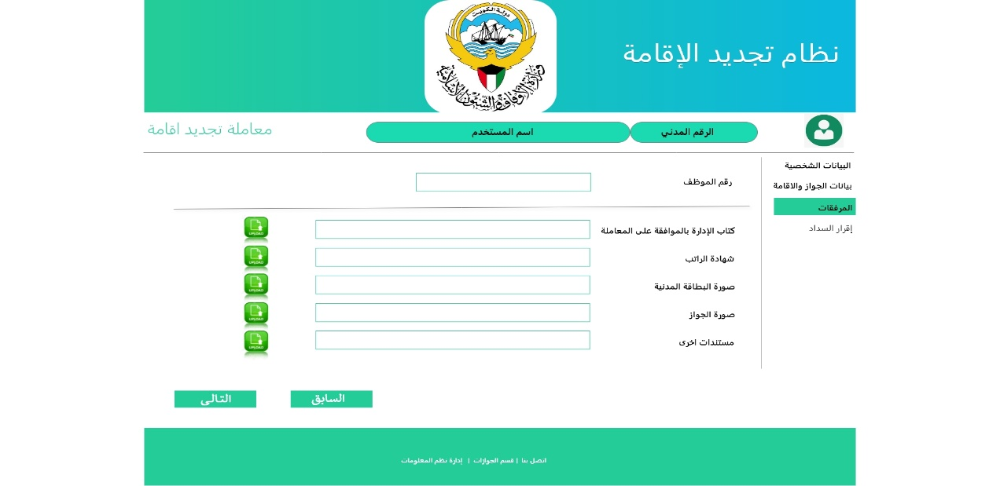 دولة الكويت
وزارة الأوقاف والشئون الإسلامية
نظام تجديد الإقامة
الرقم المدني
اسم المستخدم
معاملة تجديد اقامة
البيانات الشخصية
بيانات الجواز والاقامة
المرفقات
إقرار السداد
رقم الموظف
كتاب الإدارة بالموافقة على المعاملة
UPLOAD
شهادة الراتب
UPLOAD
صورة البطاقة المدنية
UPLOAD
صورة الجواز
UPLOAD
مستندات اخرى
UPLOAD
السابق
التالى
اتصل بنا | قسم الجوازات | إدارة نظم المعلومات